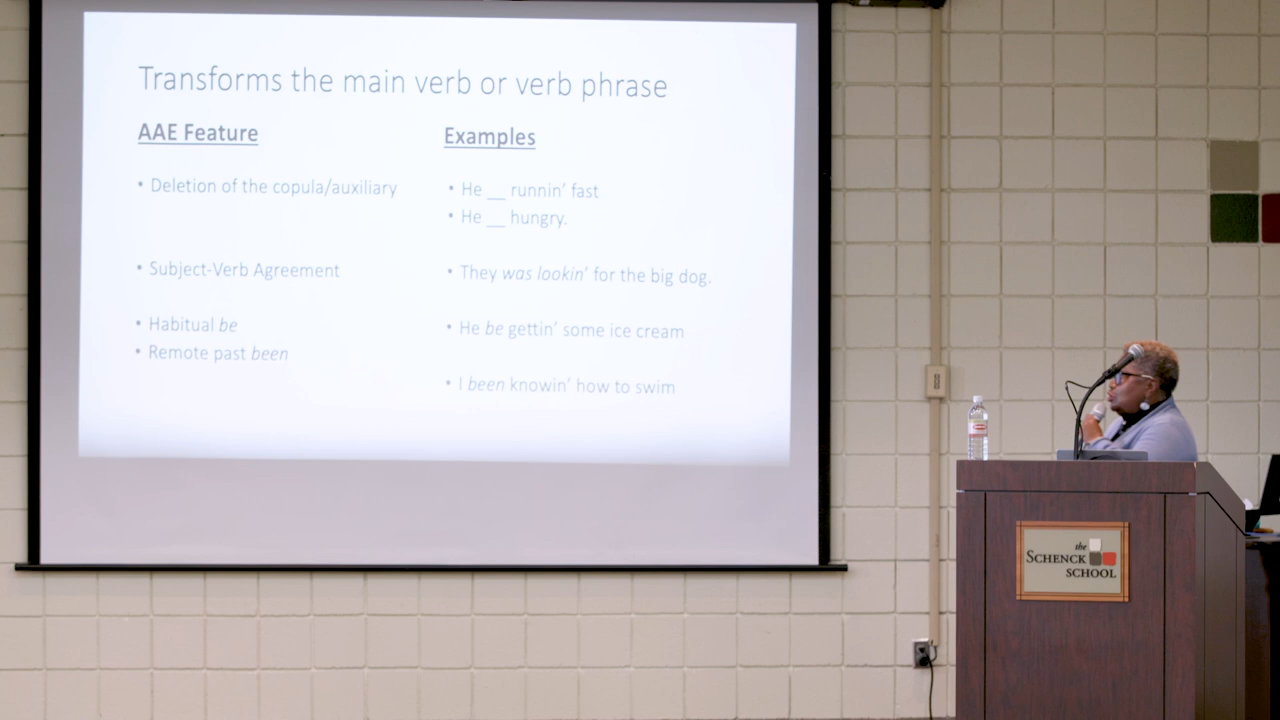 Transforms the main verb or verb phrase
AAE Feature
Examples
• Deletion of the copula/auxiliary
• He __ runnin’ fast
• He __ hungry.
• Subject-Verb Agreement
• They was lookin’ for the big dog.
• Habitual be
• He be gettin’ some ice cream
• Remote past been
• I been knowin’ how to swim
the
SCHENCK
SCHOOL